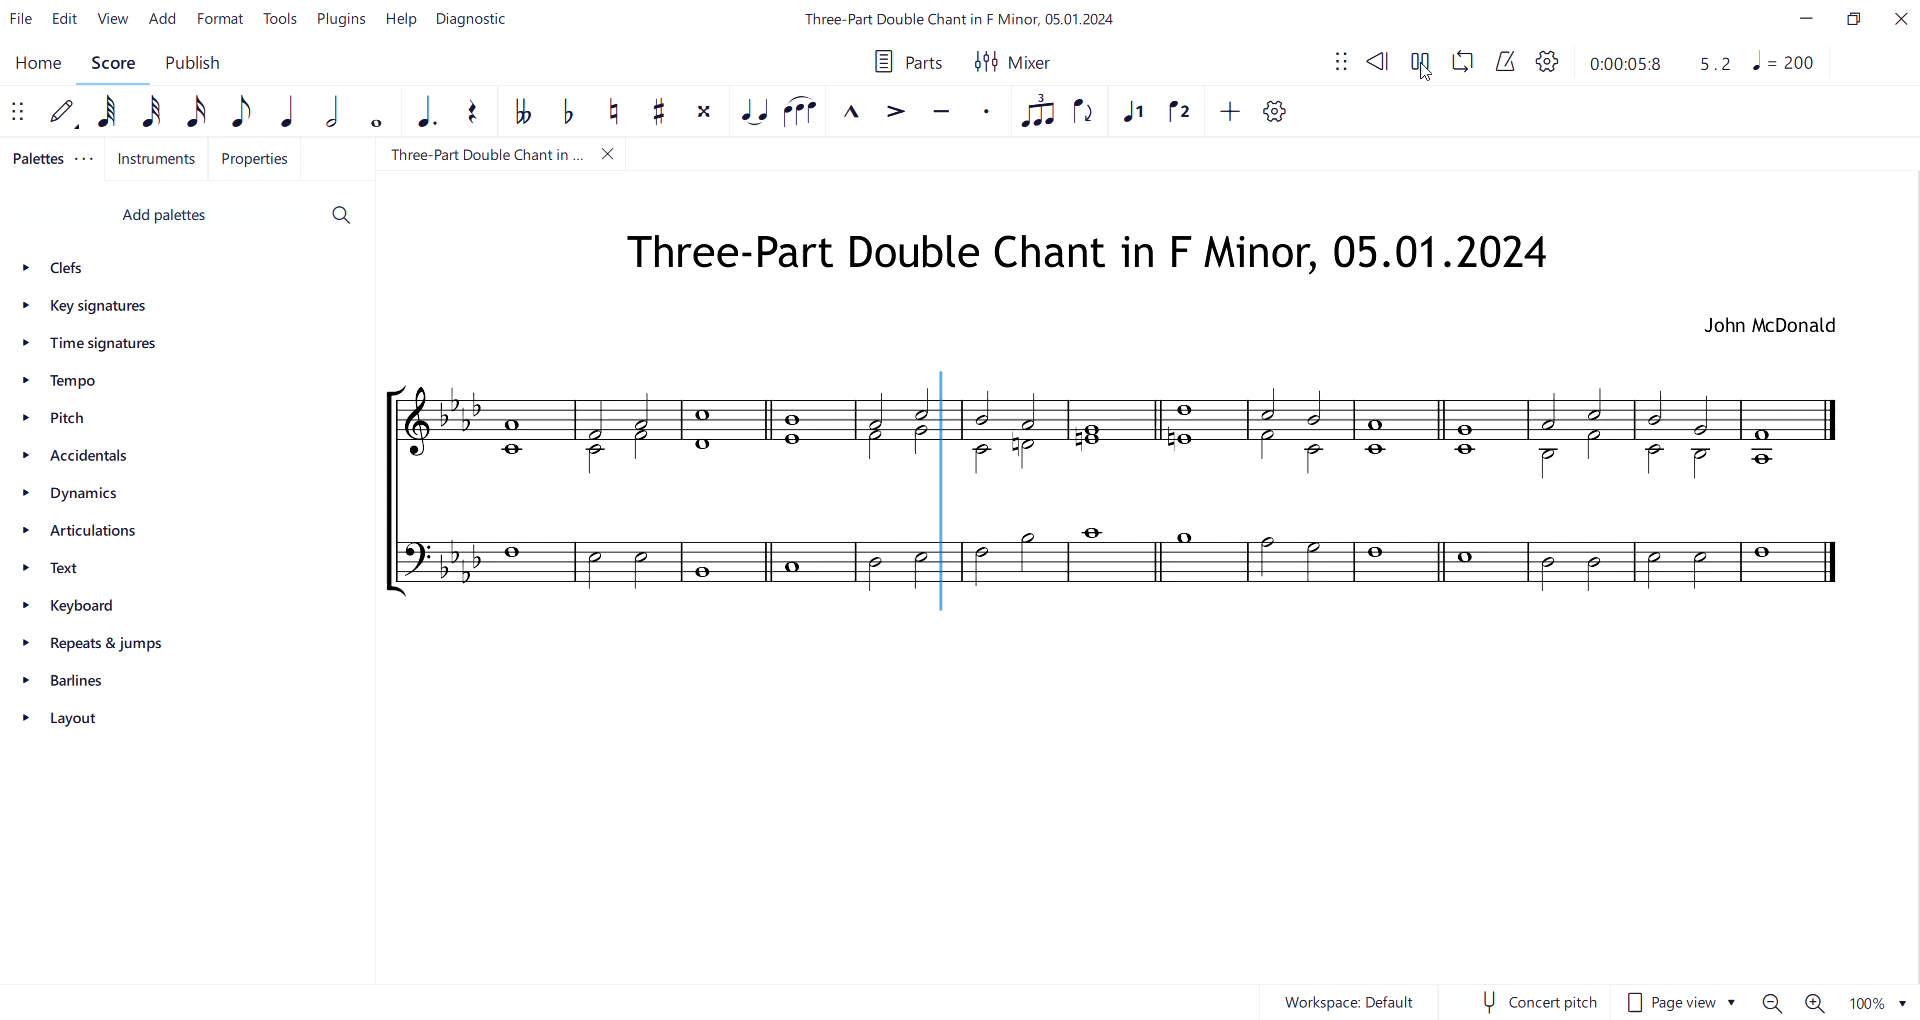 File Edit View Add Format Tools Plugins Help Diagnostic
Three-Part Double Chant in F Minor, 05.01.2024
Home Score Publish
Parts Mixer
0:00:05:8 5 . 2 = 200
3 1 2
Palettes ··· Instruments Properties
Three-Part Double Chant in ...
Add palettes
Clefs
Key signatures
Time signatures
Tempo
Pitch
Accidentals
Dynamics
Articulations
Text
Keyboard
Repeats & jumps
Barlines
Layout
Three-Part Double Chant in F Minor, 05.01.2024
John McDonald
Workspace: Default Concert pitch Page view 100%